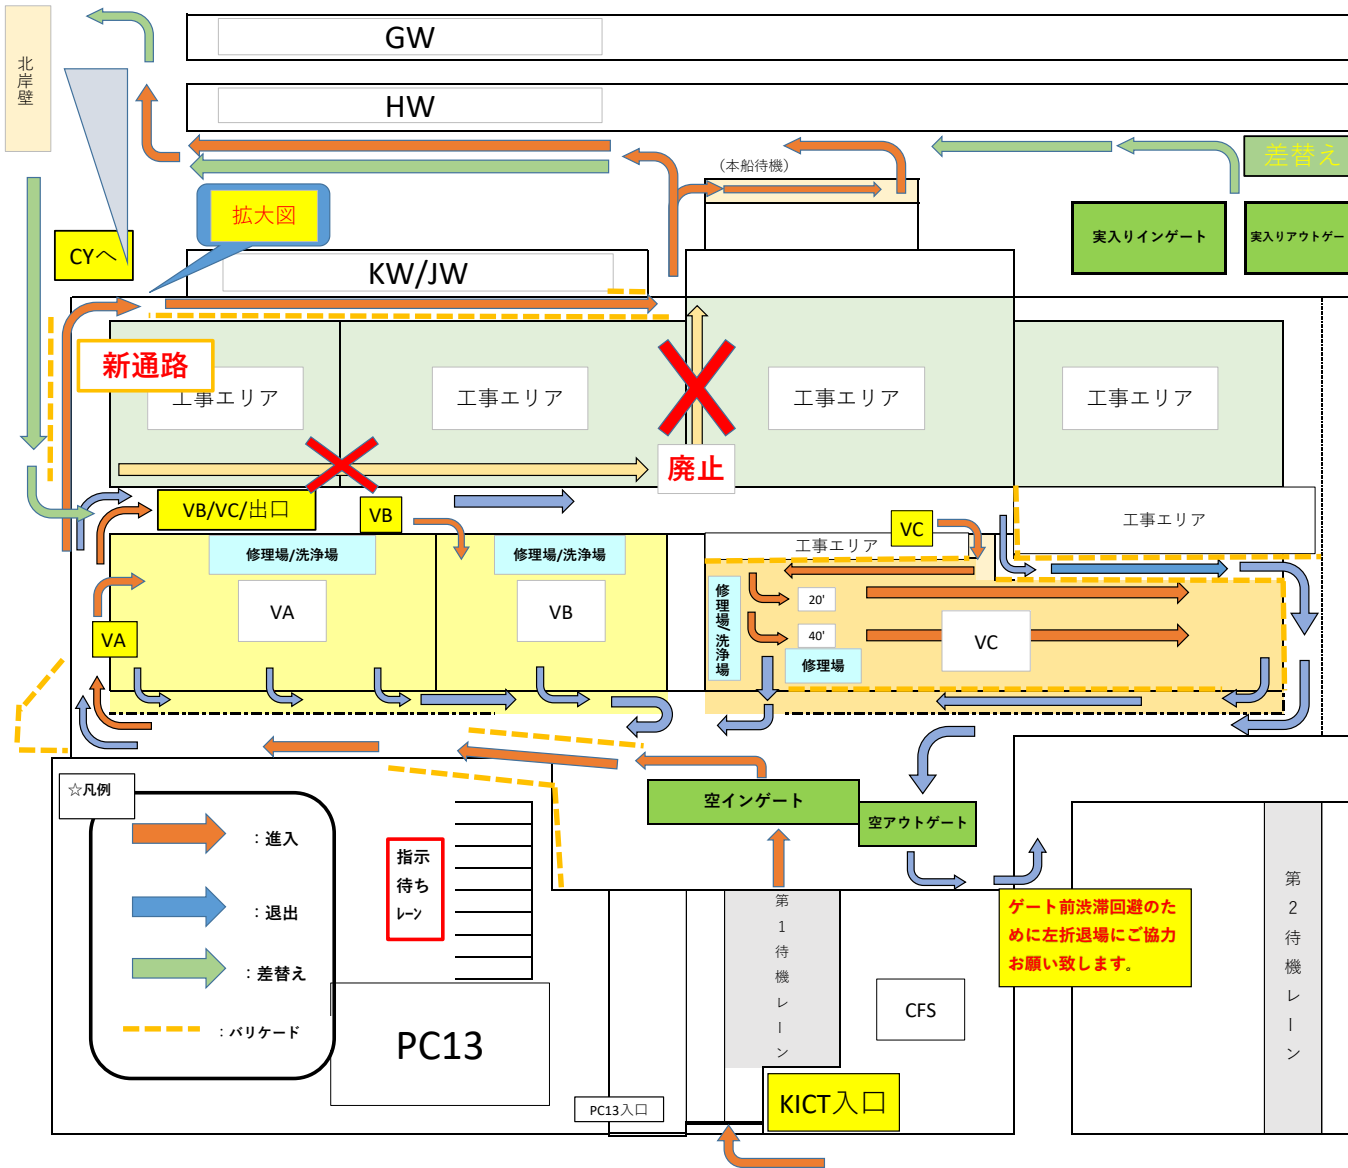 GW
北岸壁
HW
差替え
(本船待機)
拡大図
実入りインゲート
実入りアウトゲー
CYへ
KW/JW
新通路
工事エリア
工事エリア
工事エリア
工事エリア
廃止
VB/VC/出口
VB
VC
工事エリア
工事エリア
修理場/洗浄場
修理場/洗浄場
修理場/洗浄場
20'
VA
VB
40'
VC
VA
修理場
☆凡例
空インゲート
空アウトゲート
：進入
：退出
：差替え
：バリケード
指示
待ち
レーン
第1待機レーン
第2待機レーン
ゲート前渋滞回避のた
めに左折退場にご協力
お願い致します。
CFS
PC13
PC13入口
KICT入口